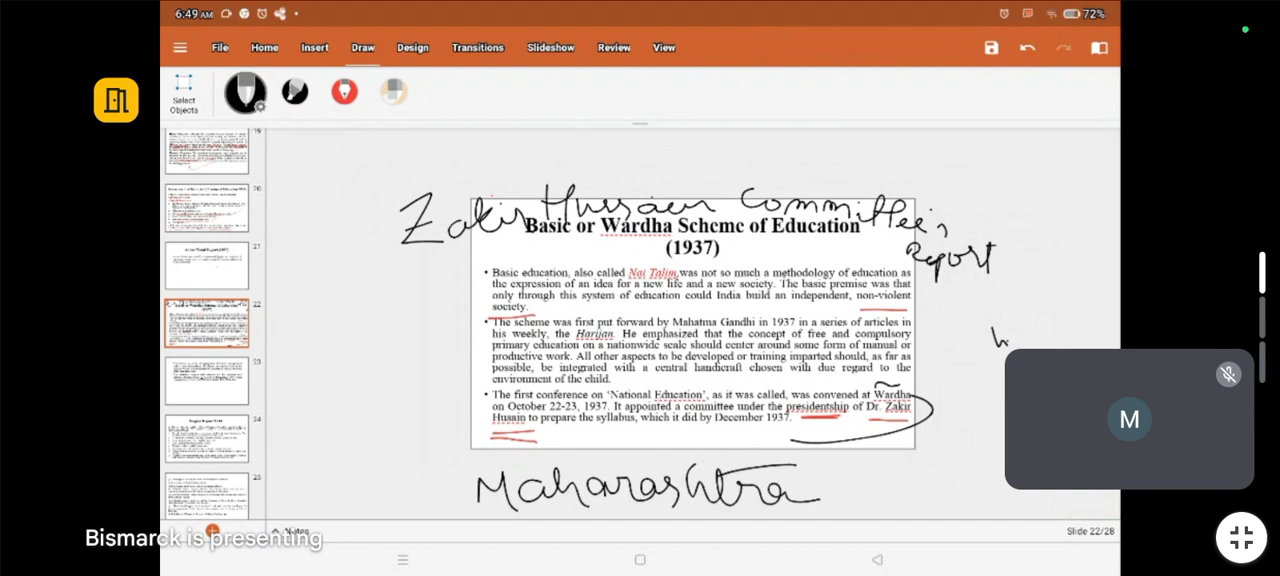 6:49 AM
72%
File Home Insert Draw Design Transitions Slideshow Review View
Select
Objects
19
20
21
22
23
24
25
Zakir Hussain Committee,
Report
Basic or Wardha Scheme of Education
(1937)
• Basic education, also called Nai Talim was not so much a methodology of education as
the expression of an idea for a new life and a new society. The basic premise was that
only through this system of education could India build an independent, non-violent
society.
• The scheme was first put forward by Mahatma Gandhi in 1937 in a series of articles in
his weekly, the Harijan. He emphasized that the concept of free and compulsory
primary education on a nationwide scale should center around some form of manual or
productive work. All other aspects to be developed or training imparted should, as far as
possible, be integrated with a central handicraft chosen with due regard to the
environment of the child.
• The first conference on 'National Education', as it was called, was convened at Wardha
on October 22-23, 1937. It appointed a committee under the presidentship of Dr. Zakir
Husain to prepare the syllabus, which it did by December 1937.
Maharashtra
M
Notes
Slide 22/28
Bismarck is presenting